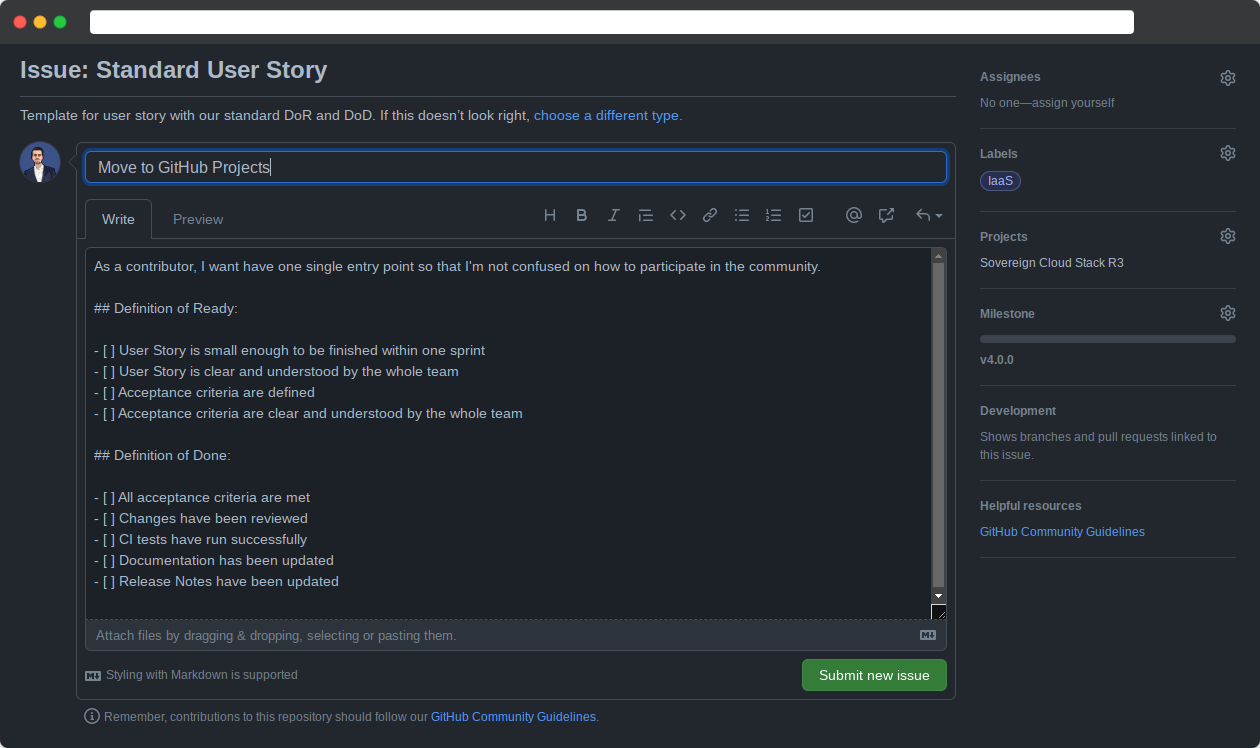 Issue: Standard User Story
Template for user story with our standard DoR and DoD. If this doesn't look right, choose a different type.
Move to GitHub Projects
Write
Preview
As a contributor, I want have one single entry point so that I'm not confused on how to participate in the community.
## Definition of Ready:
- [ ] User Story is small enough to be finished within one sprint
- [ ] User Story is clear and understood by the whole team
- [ ] Acceptance criteria are defined
- [ ] Acceptance criteria are clear and understood by the whole team
## Definition of Done:
- [ ] All acceptance criteria are met
- [ ] Changes have been reviewed
- [ ] CI tests have run successfully
- [ ] Documentation has been updated
- [ ] Release Notes have been updated
Attach files by dragging & dropping, selecting or pasting them.
Styling with Markdown is supported
Submit new issue
Remember, contributions to this repository should follow our GitHub Community Guidelines.
Assignees
No one—assign yourself
Labels
IaaS
Projects
Sovereign Cloud Stack R3
Milestone
v4.0.0
Development
Shows branches and pull requests linked to
this issue.
Helpful resources
GitHub Community Guidelines